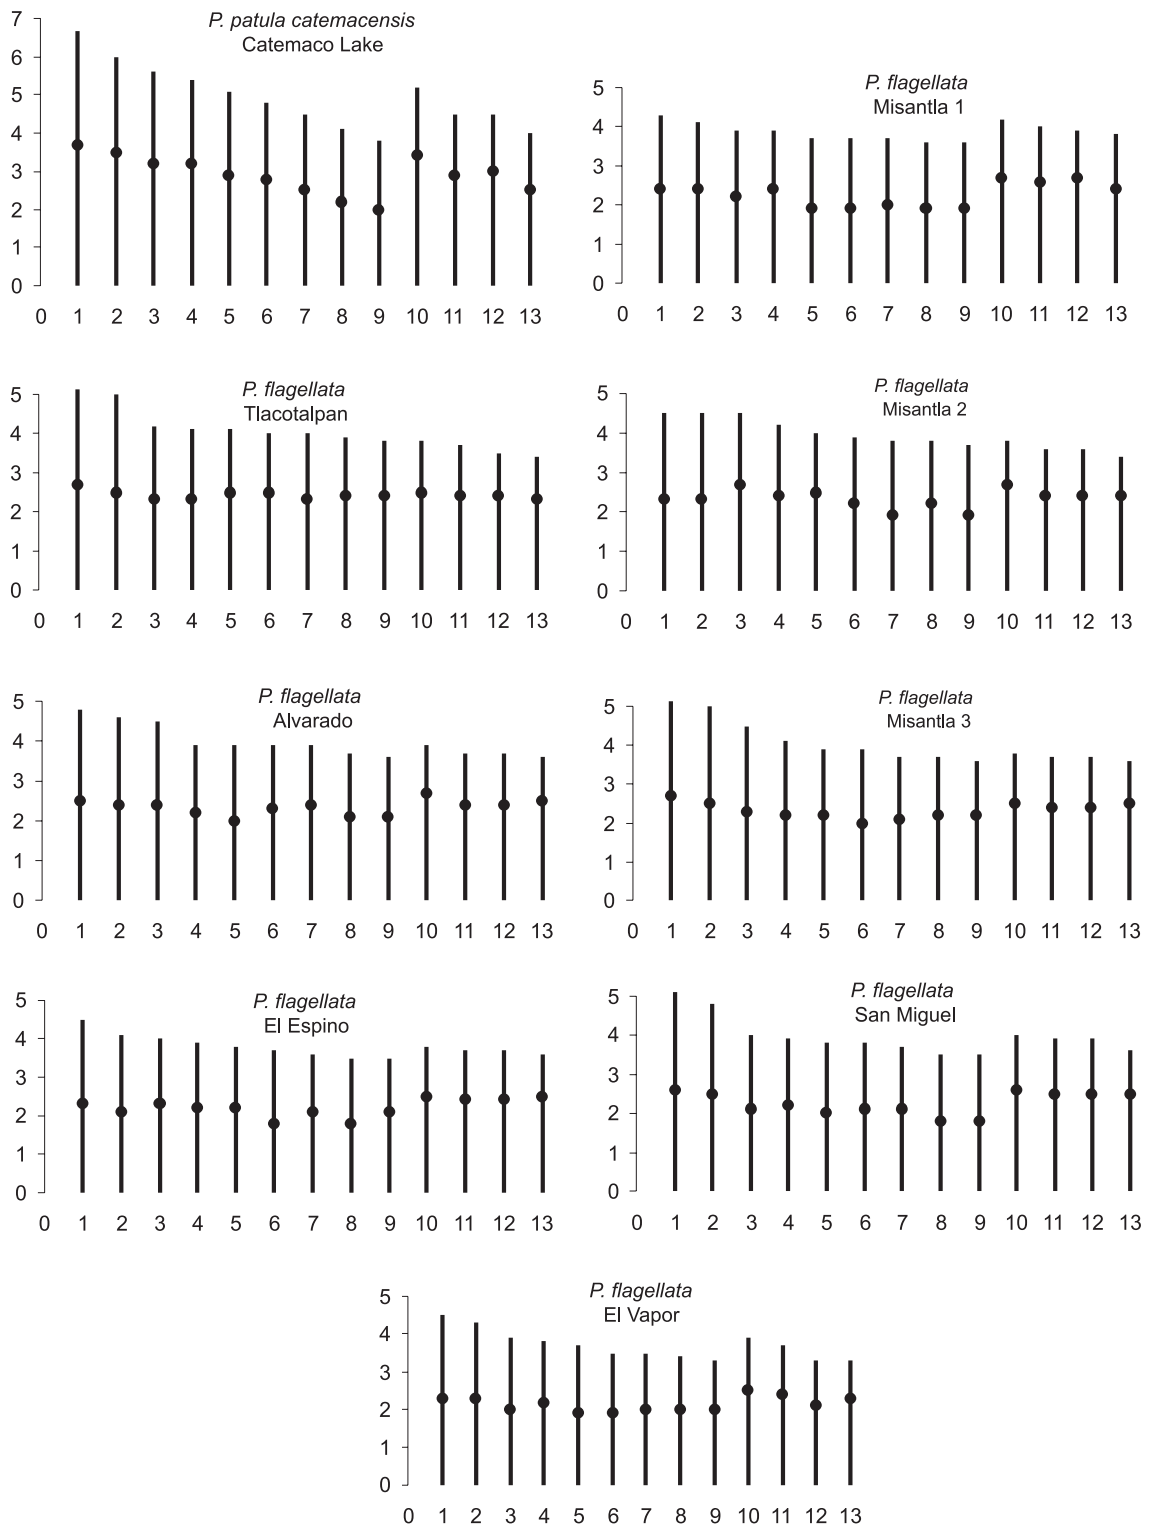 P. patula catemacensis
Catemaco Lake
7
6
5
4
3
2
1
0
0 1 2 3 4 5 6 7 8 9 10 11 12 13
P. flagellata
Misantla 1
5
4
3
2
1
0
0 1 2 3 4 5 6 7 8 9 10 11 12 13
P. flagellata
Tlacotalpan
5
4
3
2
1
0
0 1 2 3 4 5 6 7 8 9 10 11 12 13
P. flagellata
Misantla 2
5
4
3
2
1
0
0 1 2 3 4 5 6 7 8 9 10 11 12 13
P. flagellata
Alvarado
5
4
3
2
1
0
0 1 2 3 4 5 6 7 8 9 10 11 12 13
P. flagellata
Misantla 3
5
4
3
2
1
0
0 1 2 3 4 5 6 7 8 9 10 11 12 13
P. flagellata
El Espino
5
4
3
2
1
0
0 1 2 3 4 5 6 7 8 9 10 11 12 13
P. flagellata
San Miguel
5
4
3
2
1
0
0 1 2 3 4 5 6 7 8 9 10 11 12 13
P. flagellata
El Vapor
5
4
3
2
1
0
0 1 2 3 4 5 6 7 8 9 10 11 12 13